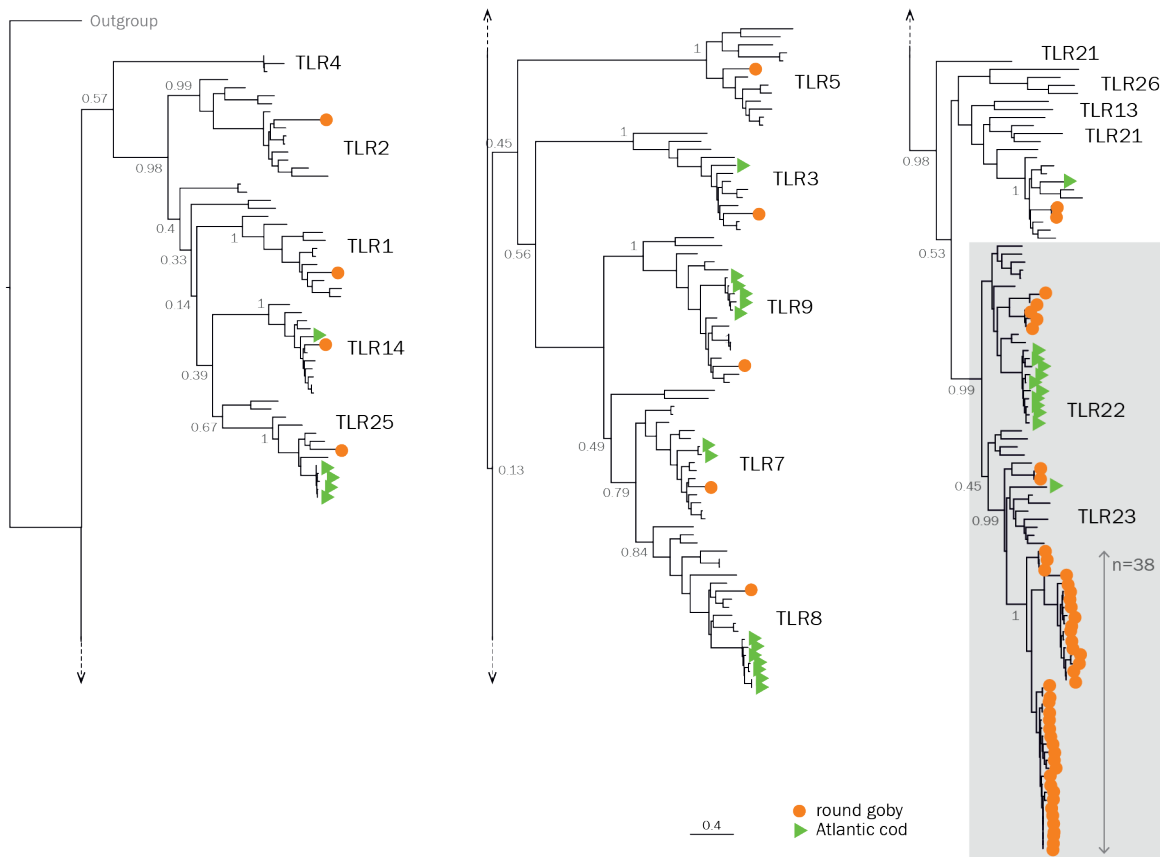 Outgroup
TLR4
0.99
0.57
TLR2
0.98
0.4
1
TLR1
0.33
0.14
1
TLR14
0.39
TLR25
0.67
1
1
TLR5
0.45
1
TLR3
0.56
1
TLR9
0.49
TLR7
0.13
0.79
0.84
TLR8
TLR21
TLR26
TLR13
TLR21
0.98
1
0.53
0.99
TLR22
0.45
0.99
TLR23
n=38
1
0.4
round goby
Atlantic cod